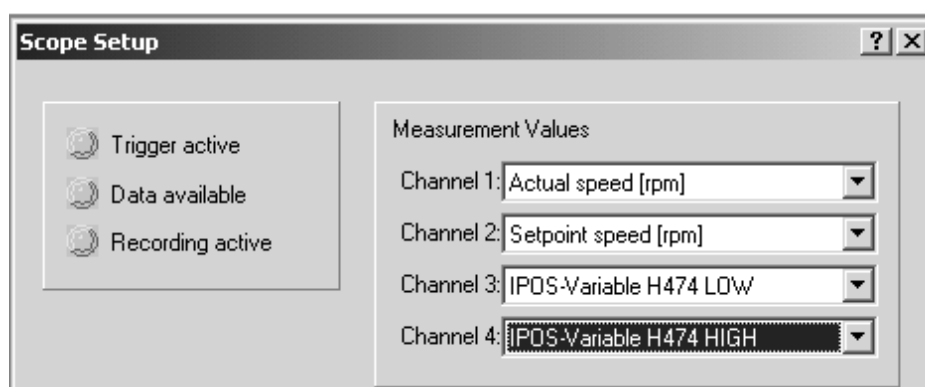 Scope Setup
? ×
Trigger active
Data available
Recording active
Measurement Values
Channel 1: Actual speed [rpm]
Channel 2: Setpoint speed [rpm]
Channel 3: IPOS-Variable H474 LOW
Channel 4: IPOS-Variable H474 HIGH